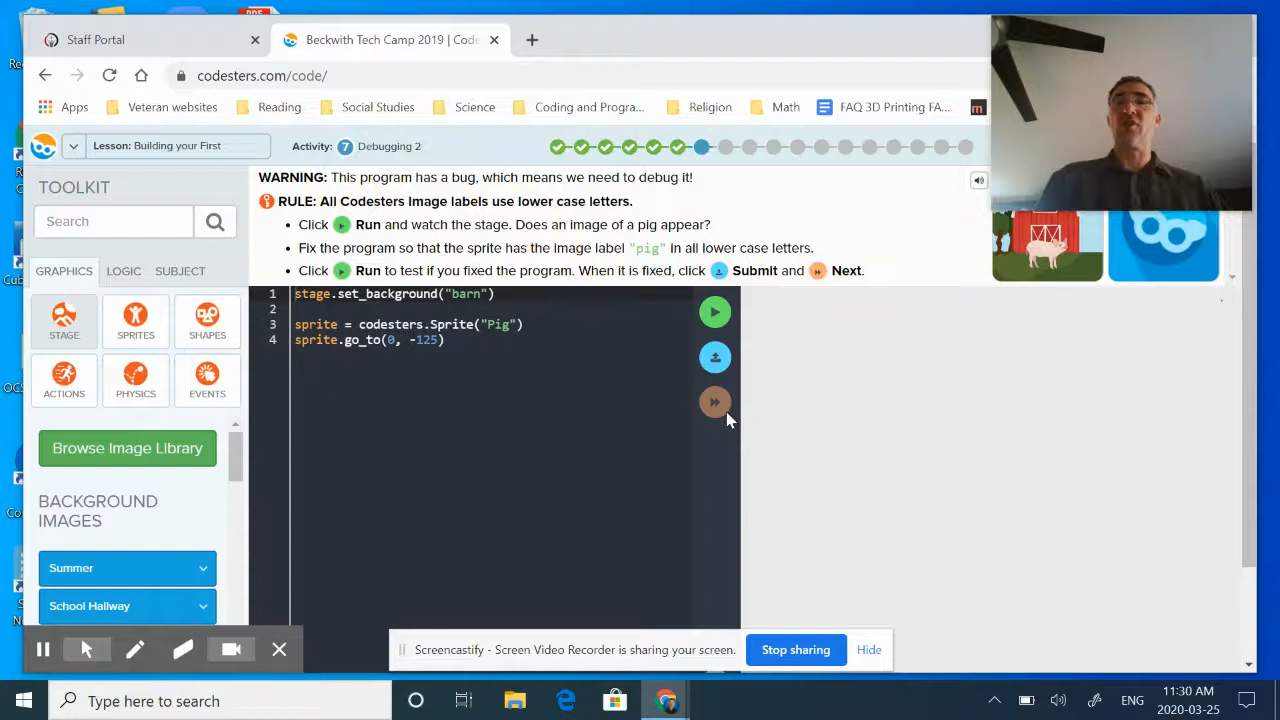 Staff Portal
Beckwith Tech Camp 2019 | Code
codesters.com/code/
Apps
Veteran websites
Reading
Social Studies
Science
Coding and Progra...
Religion
Math
FAQ 3D Printing FA...
Lesson: Building your First
Activity: 7 Debugging 2
TOOLKIT
Search
GRAPHICS
LOGIC
SUBJECT
STAGE
SPRITES
SHAPES
ACTIONS
PHYSICS
EVENTS
Browse Image Library
BACKGROUND
IMAGES
Summer
School Hallway
WARNING: This program has a bug, which means we need to debug it!
RULE: All Codesters image labels use lower case letters.
• Click Run and watch the stage. Does an image of a pig appear?
• Fix the program so that the sprite has the image label "pig" in all lower case letters.
• Click Run to test if you fixed the program. When it is fixed, click Submit and Next.
1 stage.set_background("barn")
2
3 sprite = codesters.Sprite("Pig")
4 sprite.go_to(0, -125)
Screencastify - Screen Video Recorder is sharing your screen.
Stop sharing
Hide
Type here to search
ENG
11:30 AM
2020-03-25